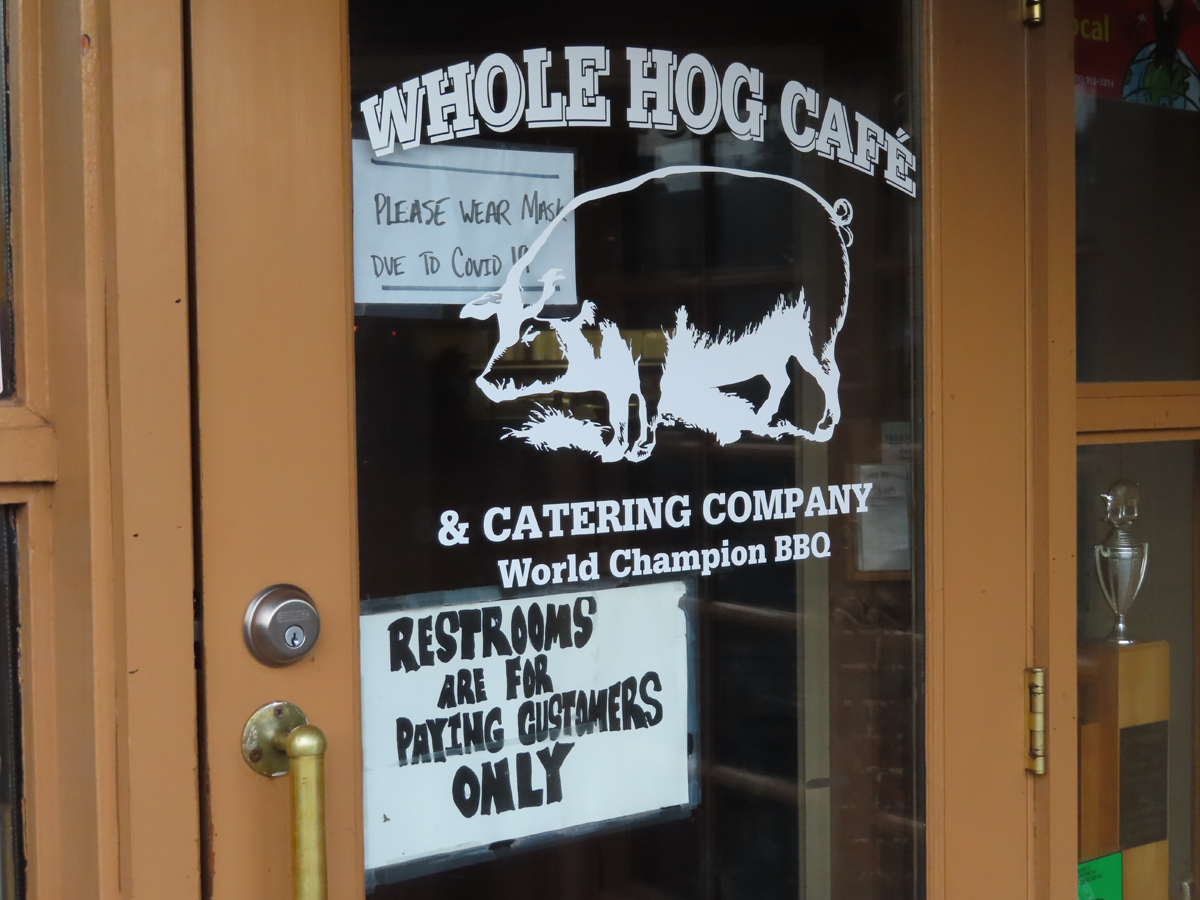 WHOLE HOG CAFÉ
PLEASE WEAR MASK
DUE TO COVID 19
& CATERING COMPANY
World Champion BBQ
RESTROOMS
ARE FOR
PAYING CUSTOMERS
ONLY